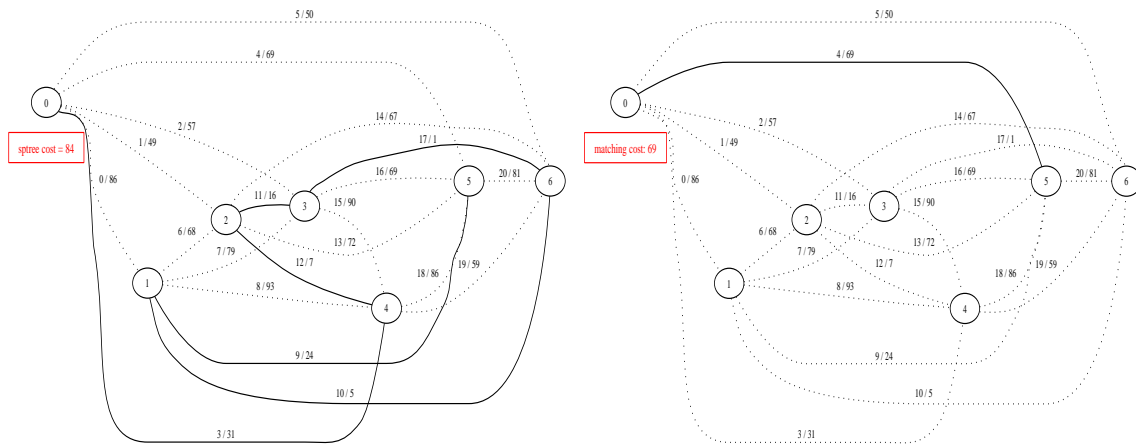 5 / 50
4 / 69
0
2 / 57
14 / 67
1 / 49
17 / 1
sptree cost = 84
16 / 69
20 / 81
0 / 86
5
6
11 / 16
3
15 / 90
2
6 / 68
7 / 79
13 / 72
12 / 7
18 / 86
19 / 59
1
8 / 93
4
9 / 24
10 / 5
3 / 31
5 / 50
4 / 69
0
2 / 57
14 / 67
1 / 49
17 / 1
matching cost: 69
16 / 69
20 / 81
0 / 86
5
6
11 / 16
3
15 / 90
2
6 / 68
7 / 79
13 / 72
12 / 7
18 / 86
19 / 59
1
8 / 93
4
9 / 24
10 / 5
3 / 31